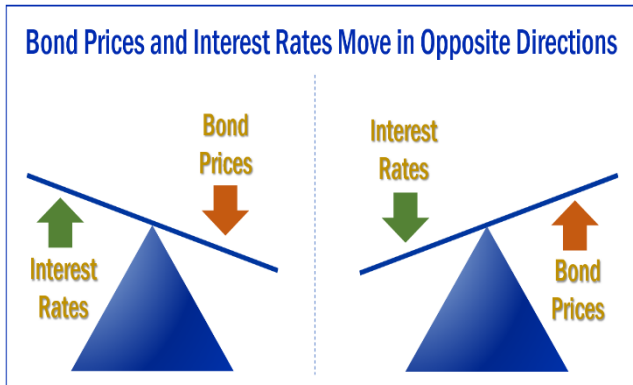 Bond Prices and Interest Rates Move in Opposite Directions
Bond
Prices
Interest
Rates
Interest
Rates
Bond
Prices